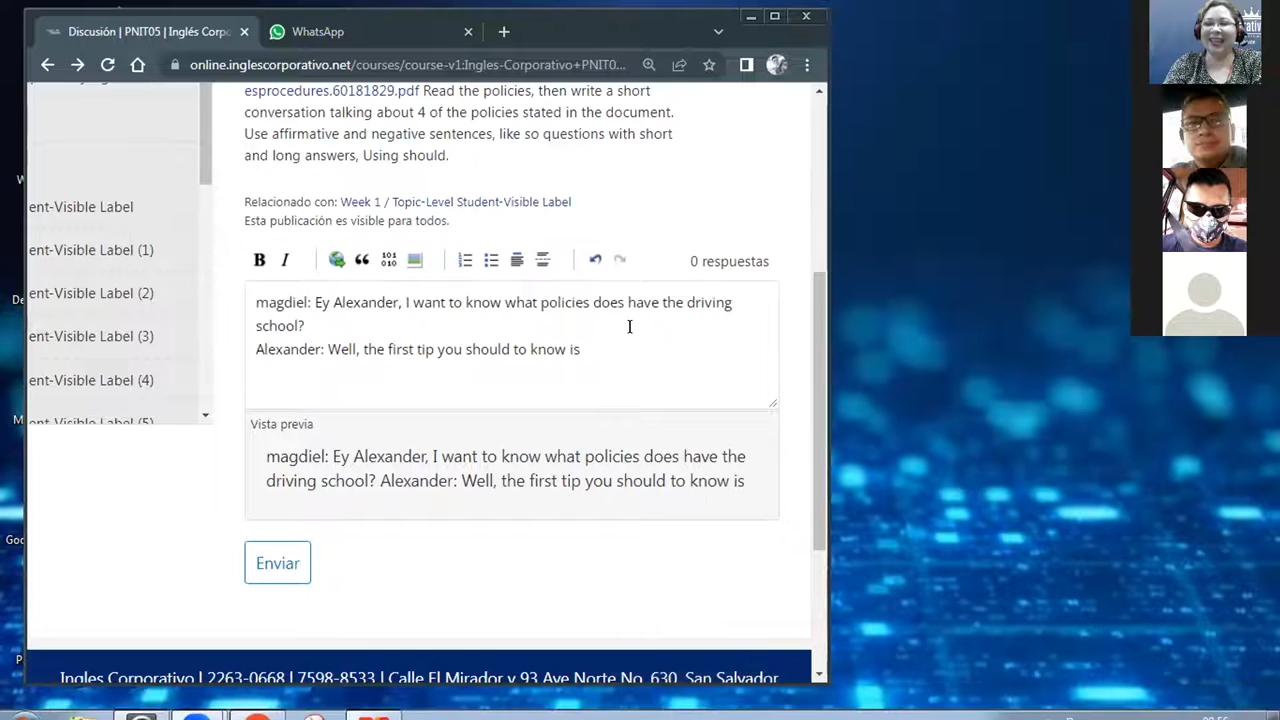 Discusión | PNIT05 | Inglés Corpo
WhatsApp
online.inglescorporativo.net/courses/course-v1:Ingles-Corporativo+PNIT0...
esprocedures.60181829.pdf Read the policies, then write a short
conversation talking about 4 of the policies stated in the document.
Use affirmative and negative sentences, like so questions with short
and long answers, Using should.
Relacionado con: Week 1 / Topic-Level Student-Visible Label
Esta publicación es visible para todos.
ent-Visible Label
ent-Visible Label (1)
ent-Visible Label (2)
ent-Visible Label (3)
ent-Visible Label (4)
ent-Visible Label (5)
B I
101
010
0 respuestas
magdiel: Ey Alexander, I want to know what policies does have the driving
school?
Alexander: Well, the first tip you should to know is
Vista previa
magdiel: Ey Alexander, I want to know what policies does have the
driving school? Alexander: Well, the first tip you should to know is
Enviar
Ingles Corporativo | 2263-0668 | 7598-8533 | Calle El Mirador y 93 Ave Norte No. 630, San Salvador